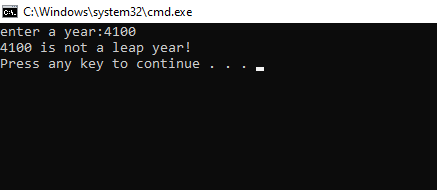 C:\Windows\system32\cmd.exe
enter a year:4100
4100 is not a leap year!
Press any key to continue . . .